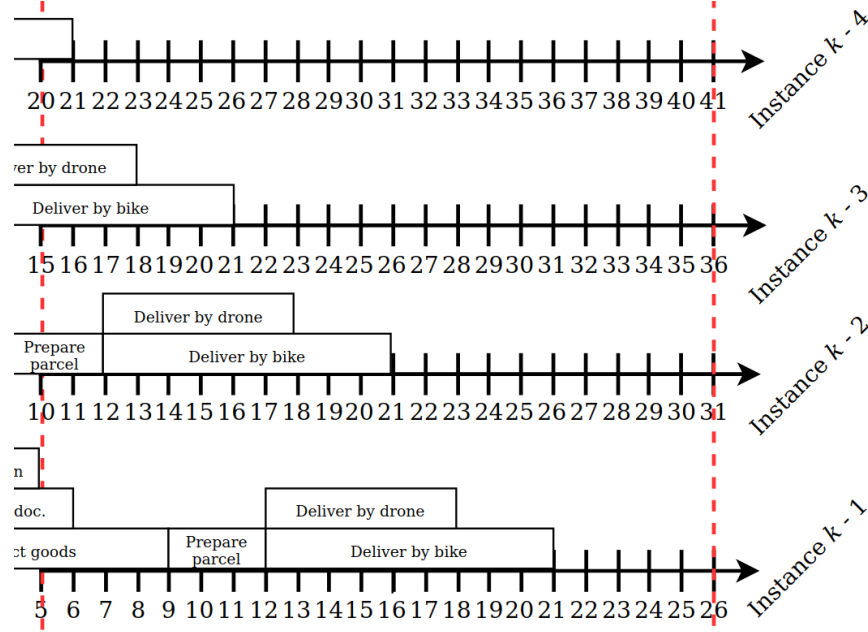 20 21 22 23 24 25 26 27 28 29 30 31 32 33 34 35 36 37 38 39 40 41
Instance k - 4
ver by drone
Deliver by bike
15 16 17 18 19 20 21 22 23 24 25 26 27 28 29 30 31 32 33 34 35 36
Instance k - 3
Deliver by drone
Prepare
parcel
Deliver by bike
10 11 12 13 14 15 16 17 18 19 20 21 22 23 24 25 26 27 28 29 30 31
Instance k - 2
n
doc.
Deliver by drone
ct goods
Prepare
parcel
Deliver by bike
5 6 7 8 9 10 11 12 13 14 15 16 17 18 19 20 21 22 23 24 25 26
Instance k - 1